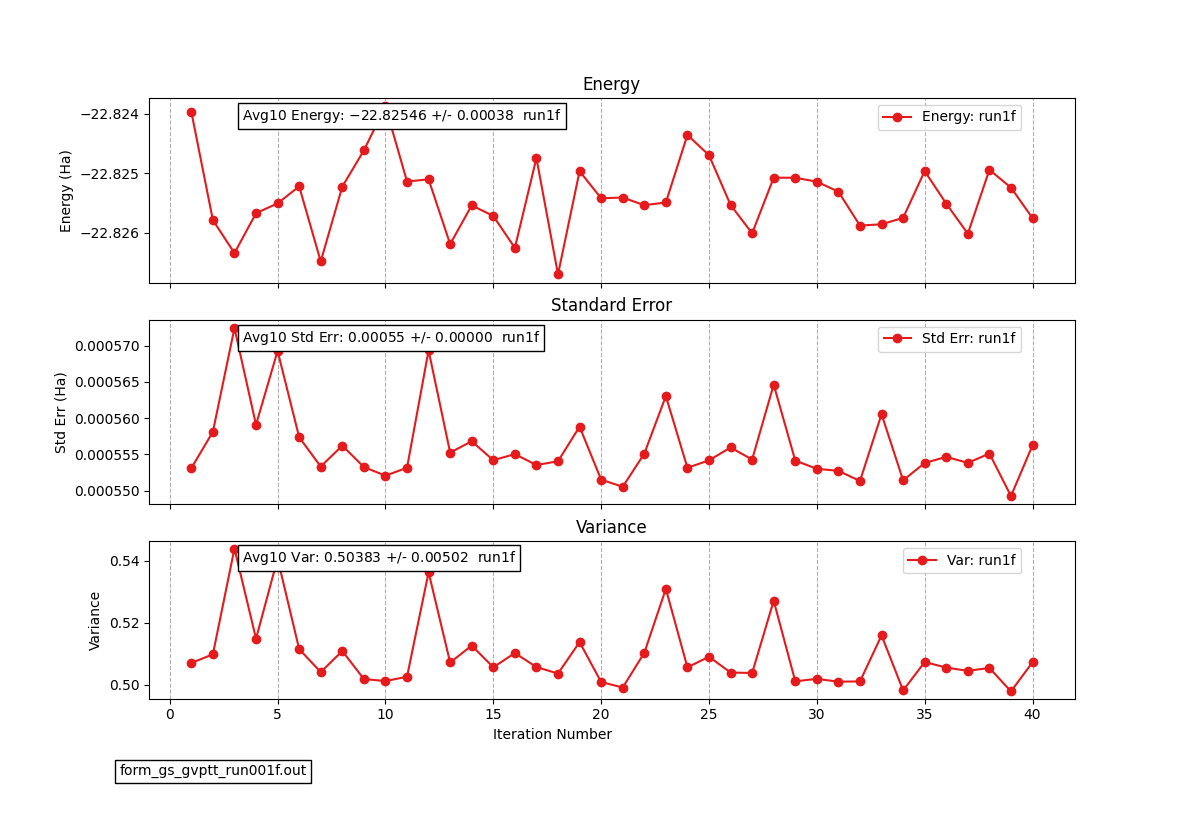 Energy
Avg10 Energy: −22.82546 +/- 0.00038  run1f
Energy: run1f
Energy (Ha)
−22.824
−22.825
−22.826
Standard Error
Avg10 Std Err: 0.00055 +/- 0.00000  run1f
Std Err: run1f
Std Err (Ha)
0.000570
0.000565
0.000560
0.000555
0.000550
Variance
Avg10 Var: 0.50383 +/- 0.00502  run1f
Var: run1f
Variance
0.54
0.52
0.50
0 5 10 15 20 25 30 35 40
Iteration Number
form_gs_gvptt_run001f.out